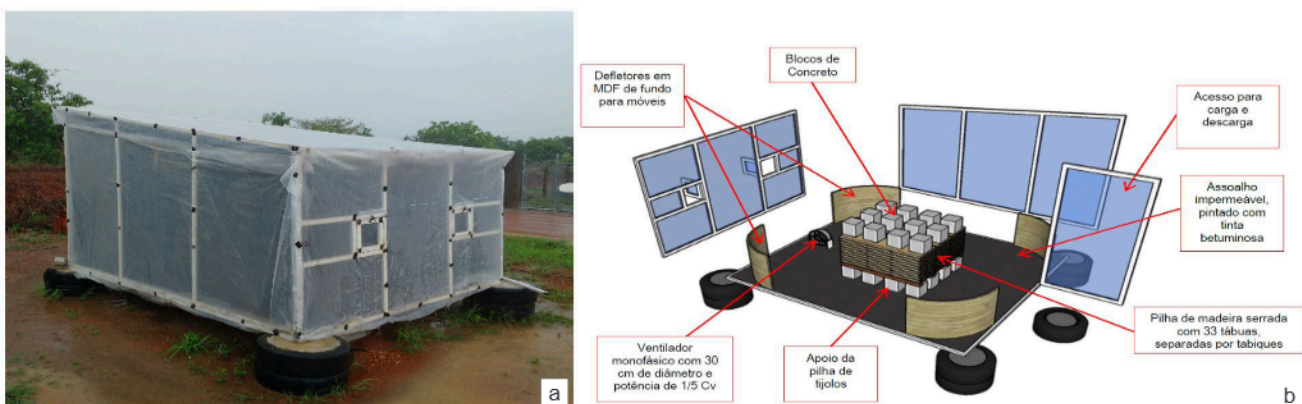 Defletores em
MDF de fundo
para móveis
Blocos de
Concreto
Acesso para
carga e
descarga
Assoalho
impermeável,
pintado com
tinta
betuminosa
Ventilador
monofásico com 30
cm de diâmetro e
potência de 1/5 Cv
Apoio da
pilha de
tijolos
Pilha de madeira serrada
com 33 tábuas,
separadas por tabiques
a
b